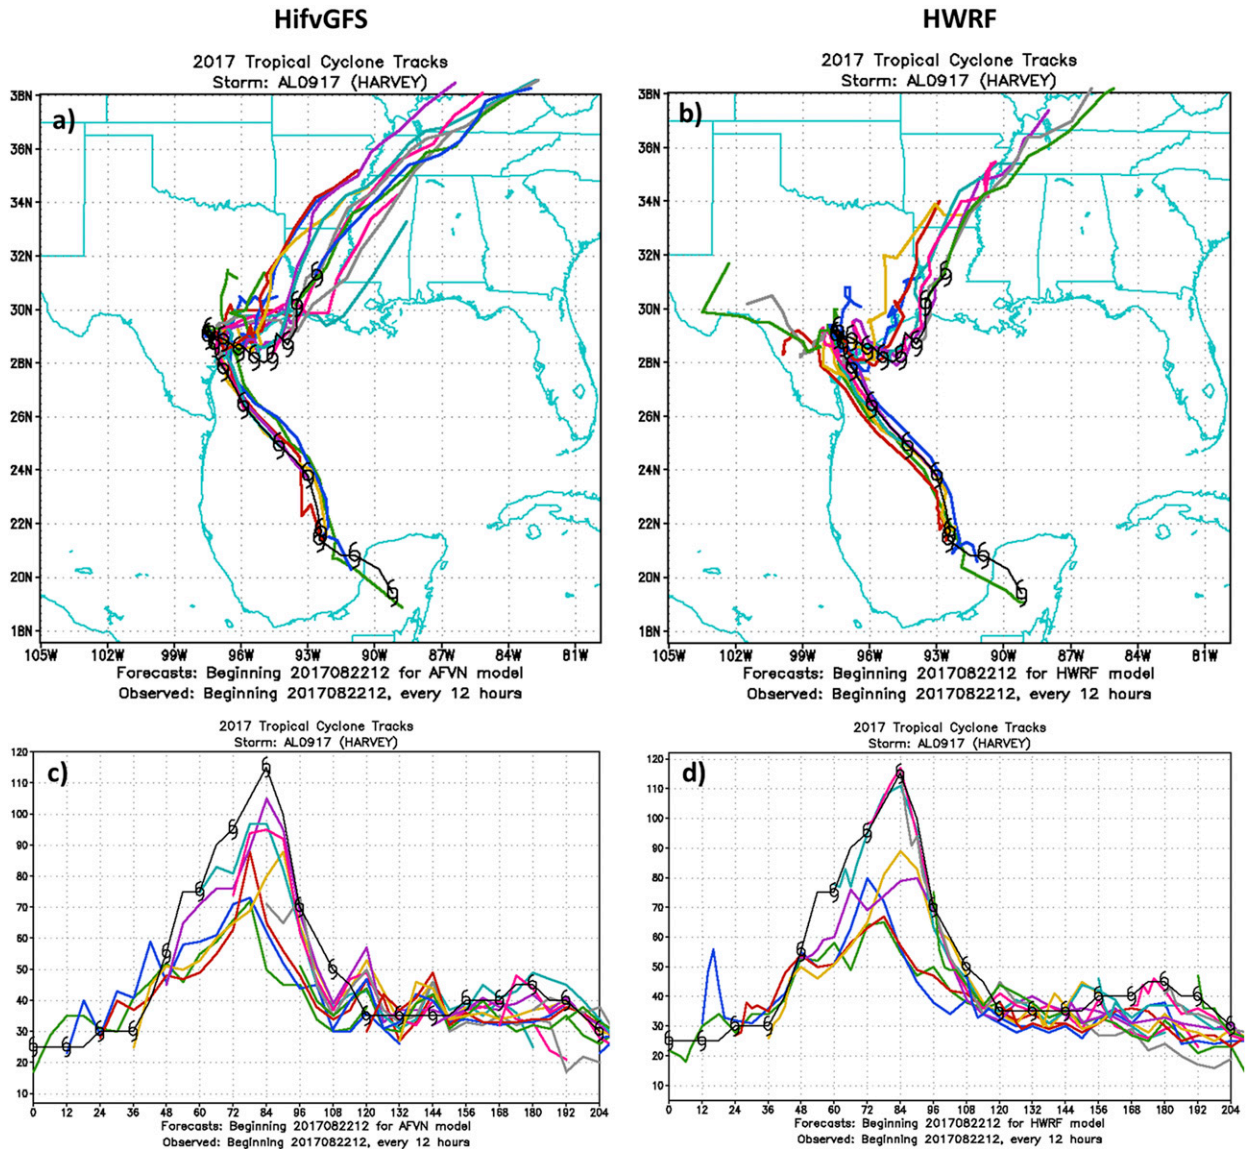 HifvGFS
HWRF
2017 Tropical Cyclone Tracks
Storm: AL0917 (HARVEY)
a)
38N
36N
34N
32N
30N
28N
26N
24N
22N
20N
18N
105W 102W 99W 96W 93W 90W 87W 84W 81W
Forecasts: Beginning 2017082212 for AFVN model
Observed: Beginning 2017082212, every 12 hours
2017 Tropical Cyclone Tracks
Storm: AL0917 (HARVEY)
b)
38N
36N
34N
32N
30N
28N
26N
24N
22N
20N
18N
105W 102W 99W 96W 93W 90W 87W 84W 81W
Forecasts: Beginning 2017082212 for HWRF model
Observed: Beginning 2017082212, every 12 hours
2017 Tropical Cyclone Tracks
Storm: AL0917 (HARVEY)
c)
120
110
100
90
80
70
60
50
40
30
20
10
0 12 24 36 48 60 72 84 96 108 120 132 144 156 168 180 192 204
Forecasts: Beginning 2017082212 for AFVN model
Observed: Beginning 2017082212, every 12 hours
2017 Tropical Cyclone Tracks
Storm: AL0917 (HARVEY)
d)
120
110
100
90
80
70
60
50
40
30
20
10
0 12 24 36 48 60 72 84 96 108 120 132 144 156 168 180 192 204
Forecasts: Beginning 2017082212 for HWRF model
Observed: Beginning 2017082212, every 12 hours